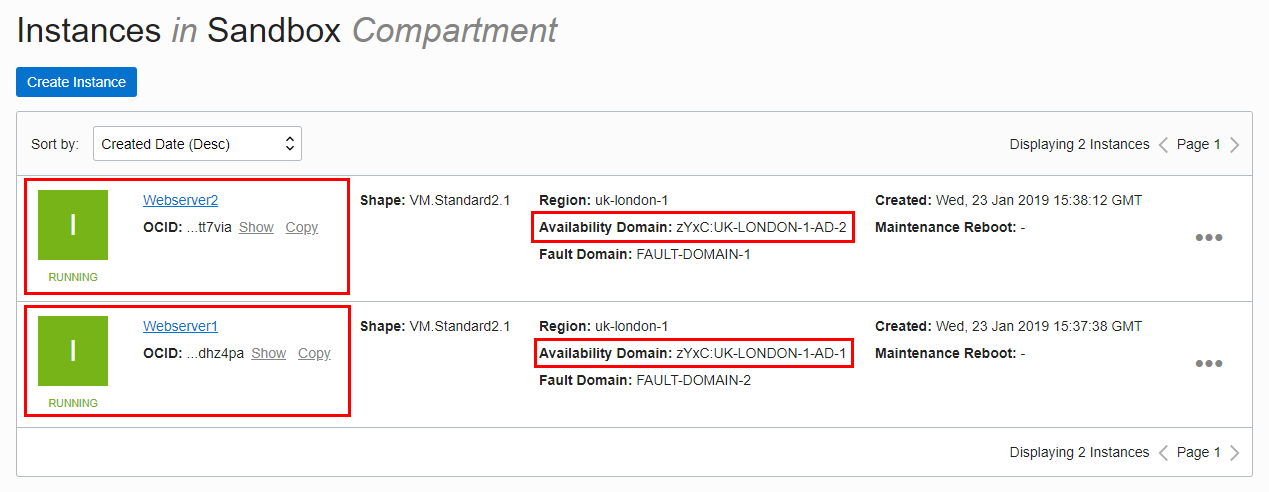 Instances in Sandbox Compartment
Create Instance
Sort by: Created Date (Desc) Displaying 2 Instances Page 1
I
RUNNING
Webserver2
OCID: ...tt7via Show Copy
Shape: VM.Standard2.1
Region: uk-london-1
Availability Domain: zYxC:UK-LONDON-1-AD-2
Fault Domain: FAULT-DOMAIN-1
Created: Wed, 23 Jan 2019 15:38:12 GMT
Maintenance Reboot: -
I
RUNNING
Webserver1
OCID: ...dhz4pa Show Copy
Shape: VM.Standard2.1
Region: uk-london-1
Availability Domain: zYxC:UK-LONDON-1-AD-1
Fault Domain: FAULT-DOMAIN-2
Created: Wed, 23 Jan 2019 15:37:38 GMT
Maintenance Reboot: -
Displaying 2 Instances Page 1